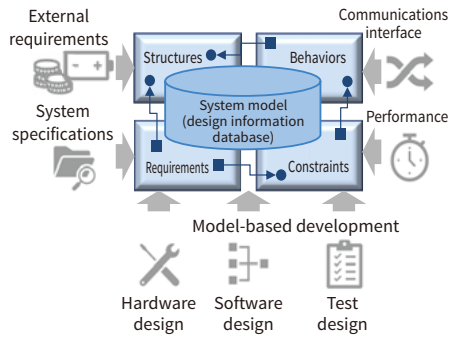 External
requirements
Communications
interface
Structures
Behaviors
System model
(design information
database)
System
specifications
Performance
Requirements
Constraints
Model-based development
Hardware
design
Software
design
Test
design